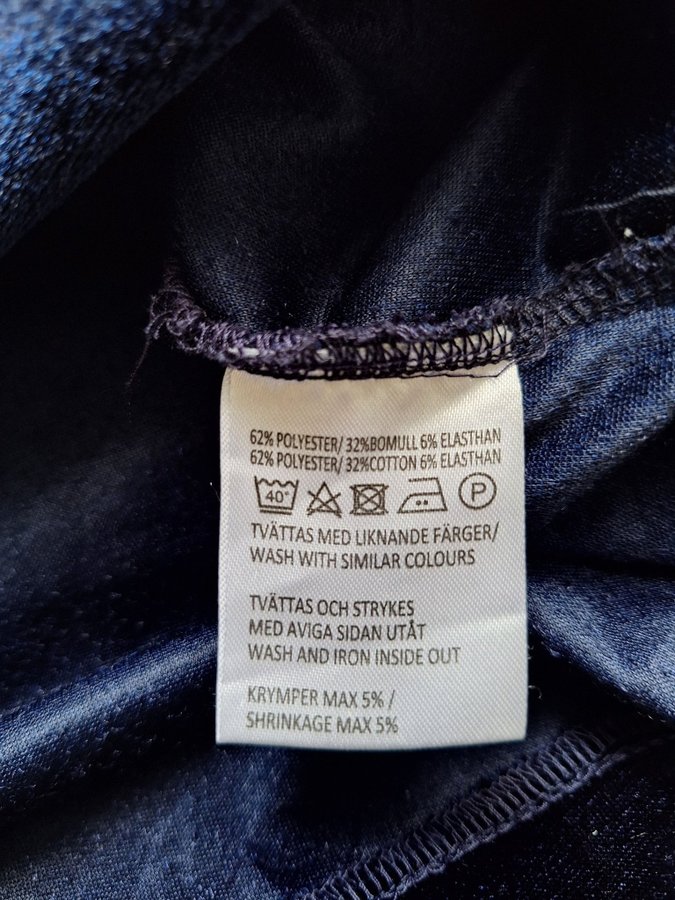 62% POLYESTER/ 32%BOMULL 6% ELASTHAN
62% POLYESTER/ 32%COTTON 6% ELASTHAN
40° P
TVÄTTAS MED LIKNANDE FÄRGER/
WASH WITH SIMILAR COLOURS
TVÄTTAS OCH STRYKES
MED AVIGA SIDAN UTÅT
WASH AND IRON INSIDE OUT
KRYMPER MAX 5% /
SHRINKAGE MAX 5%